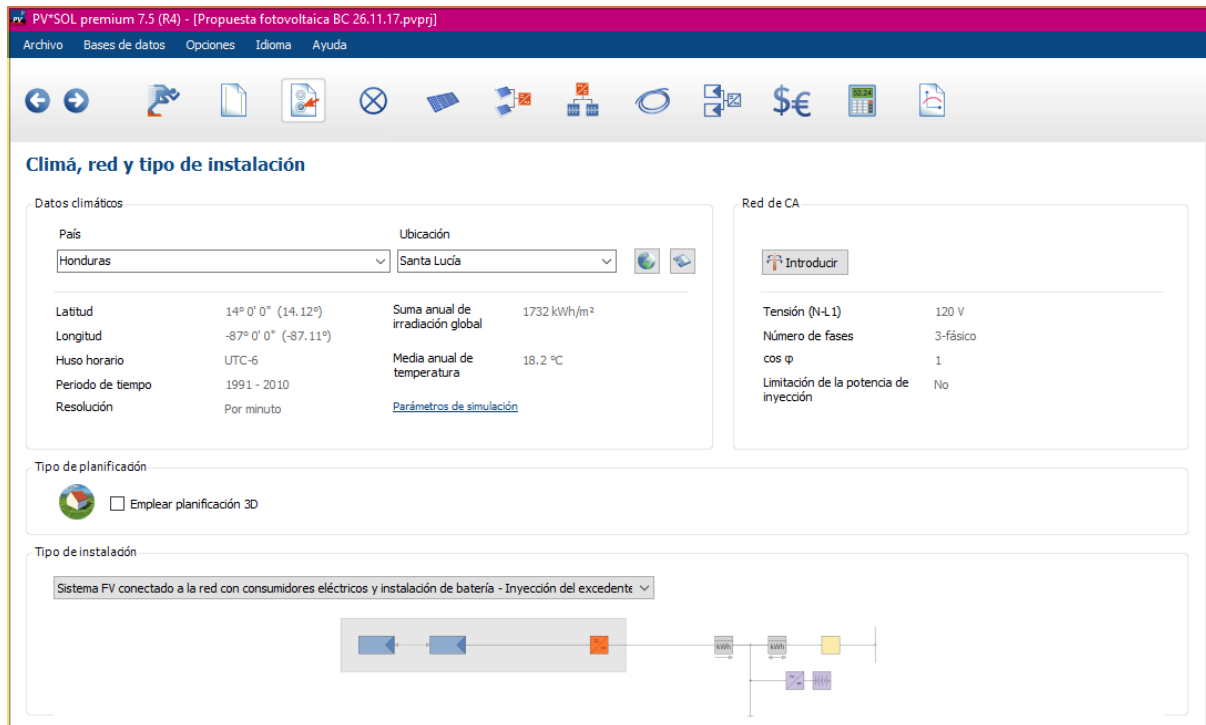 PV*SOL premium 7.5 (R4) - [Propuesta fotovoltaica BC 26.11.17.pvprj]
Archivo Bases de datos Opciones Idioma Ayuda
52,24
$€
Climá, red y tipo de instalación
Datos climáticos
País
Ubicación
Honduras
Santa Lucía
Latitud
14° 0' 0" (14.12°)
Longitud
-87° 0' 0" (-87.11°)
Huso horario
UTC-6
Periodo de tiempo
1991 - 2010
Resolución
Por minuto
Suma anual de
irradiación global
1732 kWh/m²
Media anual de
temperatura
18.2 °C
Parámetros de simulación
Red de CA
Introducir
Tensión (N-L1)
120 V
Número de fases
3-fásico
cos φ
1
Limitación de la potencia de
inyección
No
Tipo de planificación
Emplear planificación 3D
Tipo de instalación
Sistema FV conectado a la red con consumidores eléctricos y instalación de batería - Inyección del excedente
kWh
kWh